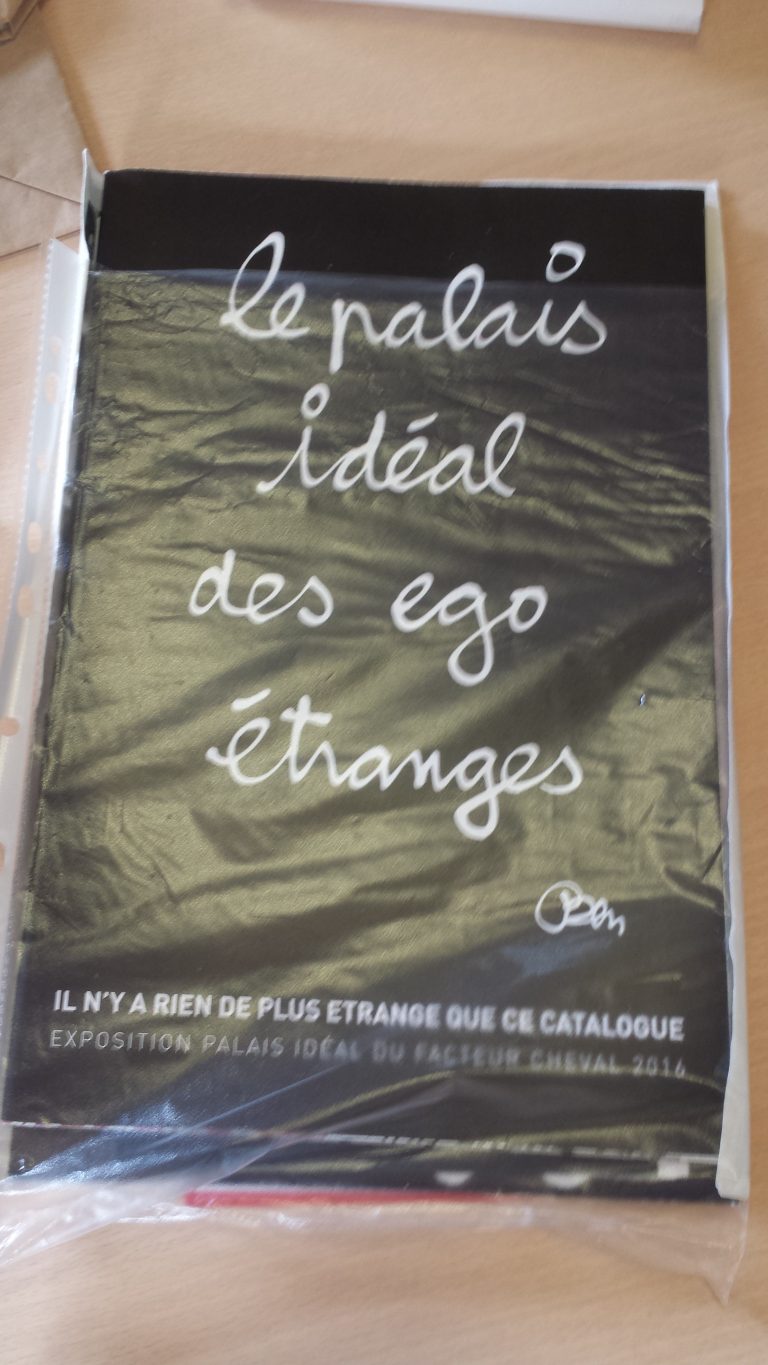 le palais
idéal
des ego
étranges
Ben
IL N'Y A RIEN DE PLUS ETRANGE QUE CE CATALOGUE
EXPOSITION PALAIS IDÉAL DU FACTEUR CHEVAL 2016